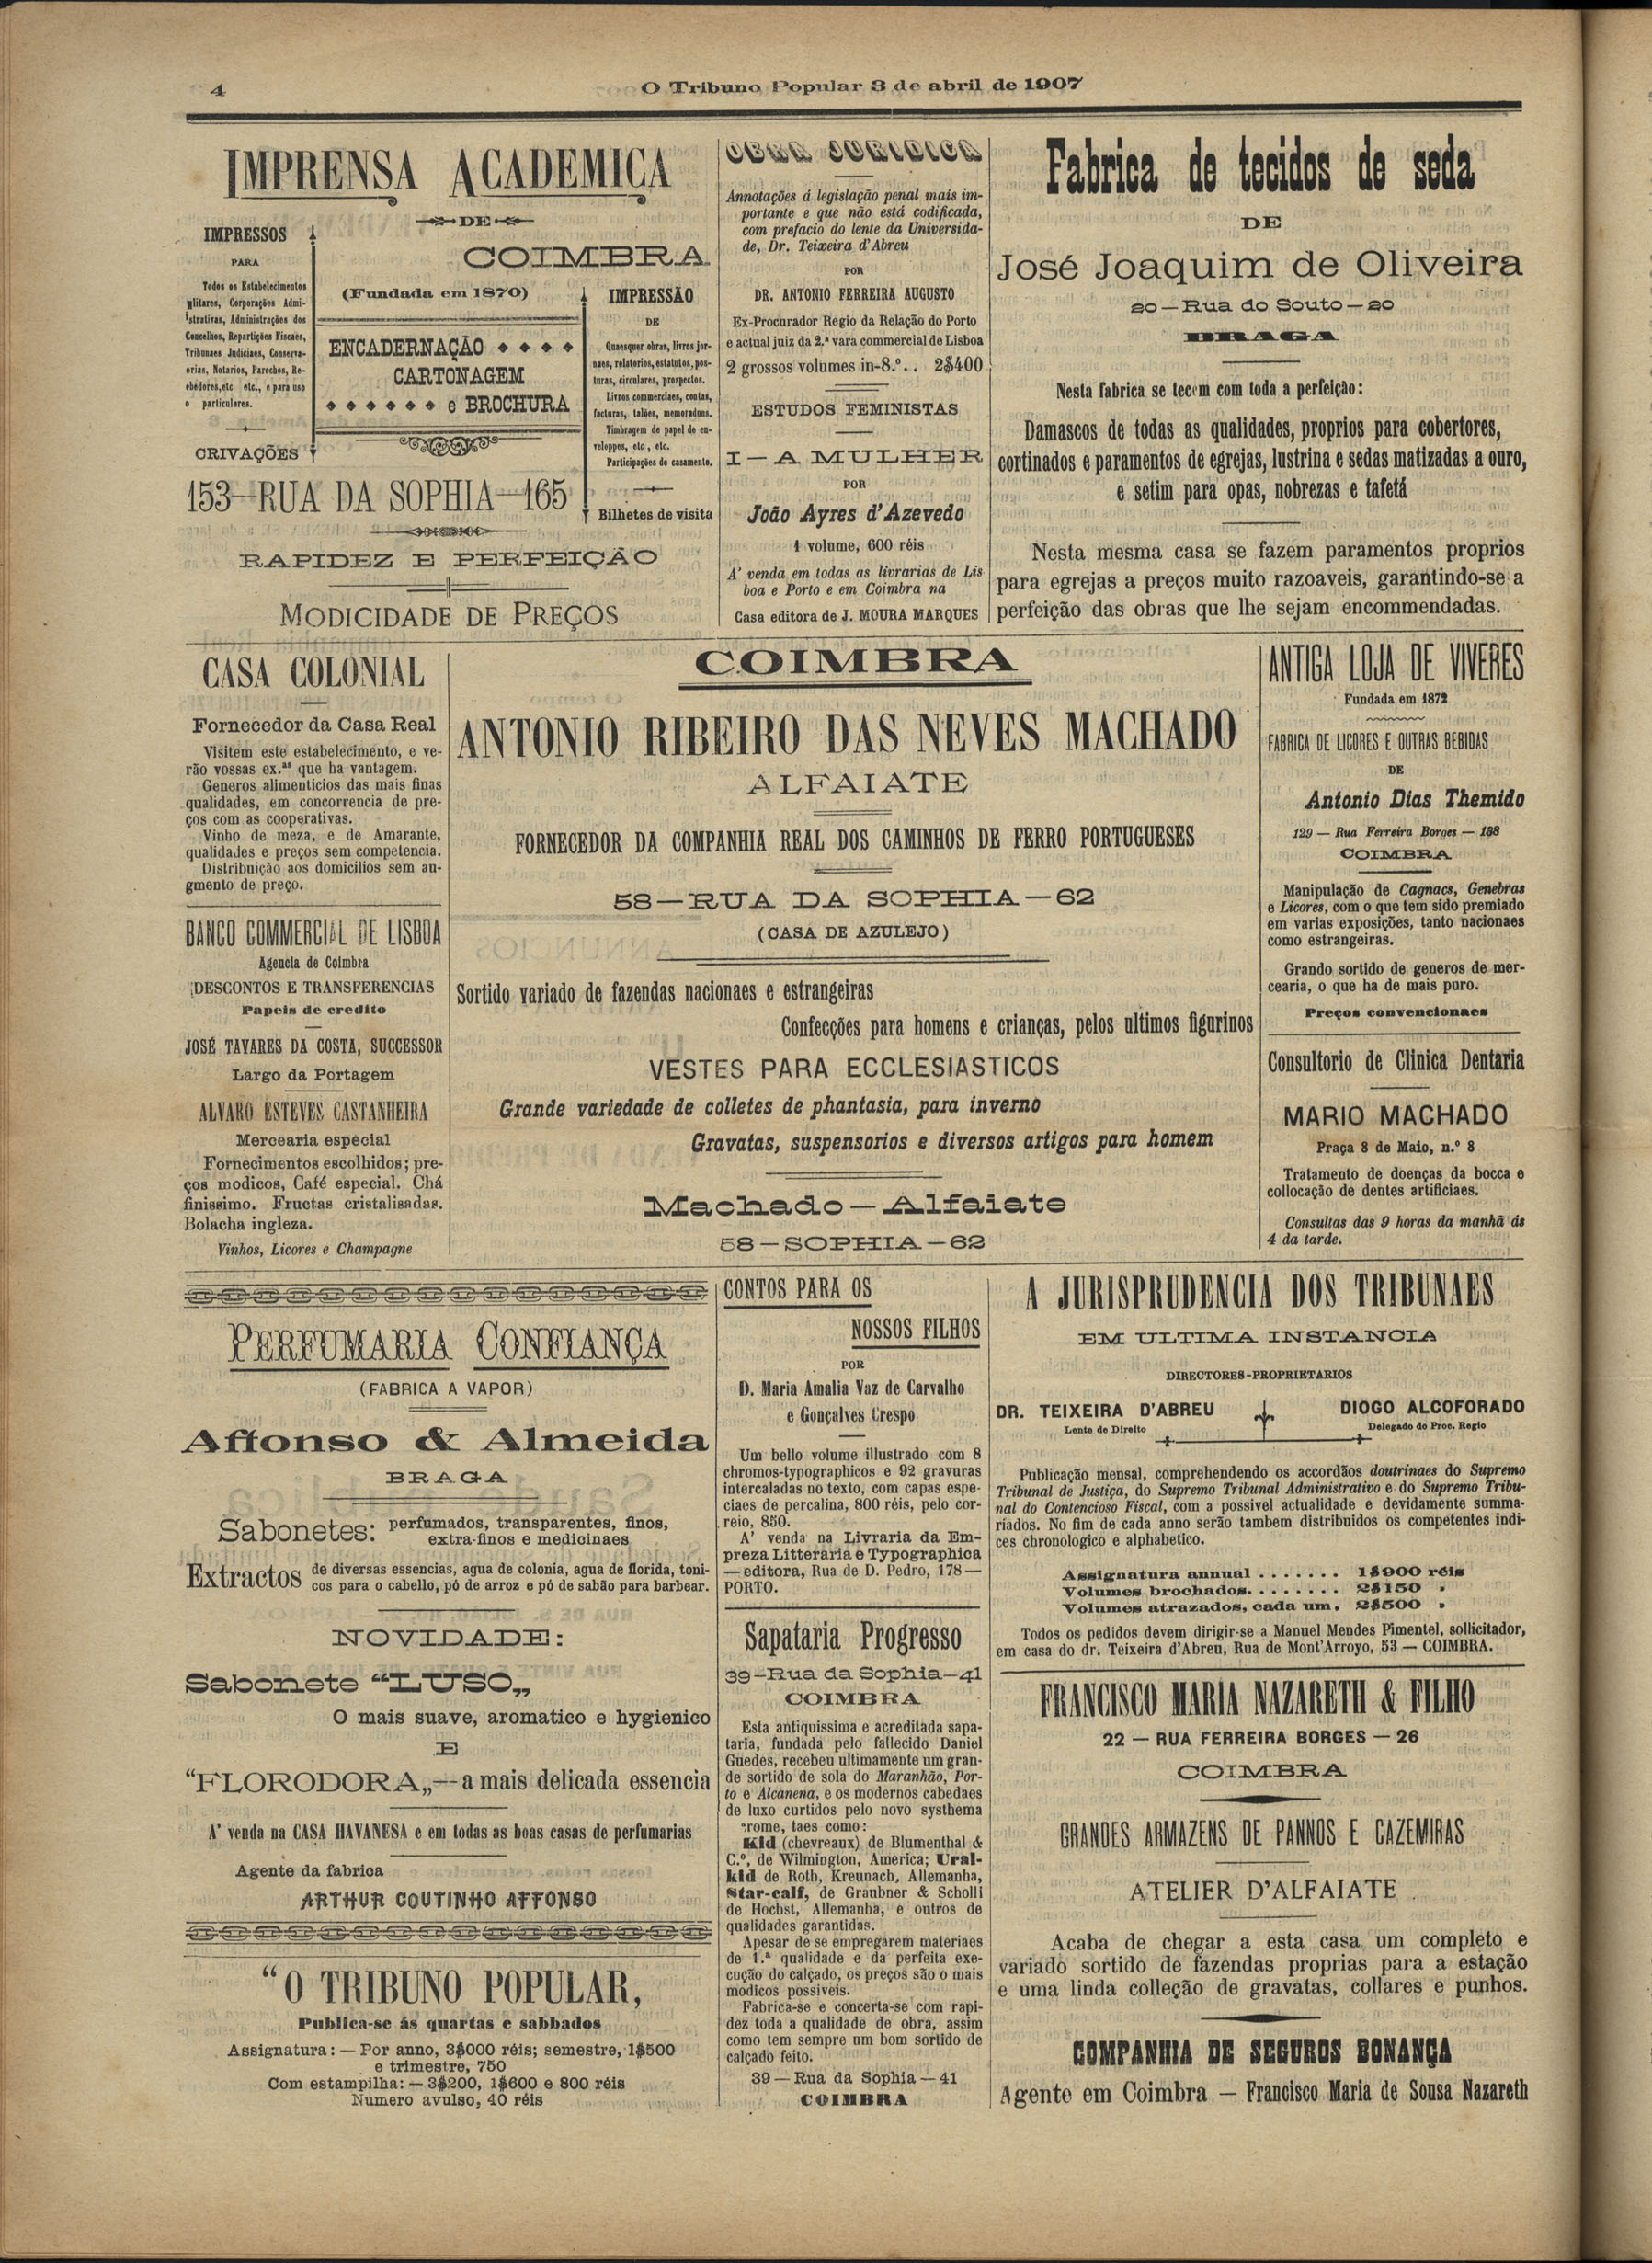 4
O Tribuno Popular 3 de abril de 1907
IMPRENSA ACADEMICA
DE
COIMBRA
(Fundada em 1870)
IMPRESSOS
PARA
Todos os Estabelecimentos
Militares, Corporações Admi-
istrativas, Administrações dos
Concelhos, Repartições Fiscaes,
Tribunaes Judiciaes, Conserva-
orias, Notarios, Parochos, Re-
ebedores, etc etc., e para uso
particulares.
CRIVAÇÕES
ENCADERNAÇÃO
CARTONAGEM
e BROCHURA
IMPRESSÃO
DE
Quaesquer obras, livros jor-
naes, relatorios, estatutos, pos-
turas, circulares, prospectos.
Livros commerciaes, contas,
facturas, talões, memoraduns.
Timbragem de papel de en-
veloppes, etc, etc.
Participações de casamento.
Bilhetes de visita
153—RUA DA SOPHIA—165
RAPIDEZ E PERFEIÇÃO
MODICIDADE DE PREÇOS
OBRA JURIDICA
Annotações á legislação penal mais im-
portante e que não está codificada,
com prefacio do lente da Universida-
de, Dr. Teixeira d'Abreu
POR
DR. ANTONIO FERREIRA AUGUSTO
Ex-Procurador Regio da Relação do Porto
e actual juiz da 2.ª vara commercial de Lisboa
2 grossos volumes in-8.º.. 2$400
ESTUDOS FEMINISTAS
I—A MULHER
POR
João Ayres d'Azevedo
1 volume, 600 réis
A' venda em todas as livrarias de Lis
boa e Porto e em Coimbra na
Casa editora de J. MOURA MARQUES
Fabrica de tecidos de seda
DE
José Joaquim de Oliveira
20—Rua do Souto—20
BRAGA
Nesta fabrica se tecem com toda a perfeição:
Damascos de todas as qualidades, proprios para cobertores,
cortinados e paramentos de egrejas, lustrina e sedas matizadas a ouro,
e setim para opas, nobrezas e tafetá
Nesta mesma casa se fazem paramentos proprios
para egrejas a preços muito razoaveis, garantindo-se a
perfeição das obras que lhe sejam encommendadas.
CASA COLONIAL
Fornecedor da Casa Real
Visitem este estabelecimento, e ve-
rão vossas ex.as que ha vantagem.
Generos alimenticios das mais finas
qualidades, em concorrencia de pre-
ços com as cooperativas.
Vinho de meza, e de Amarante,
qualidades e preços sem competencia.
Distribuição aos domicilios sem au-
gmento de preço.
BANCO COMMERCIAL DE LISBOA
Agencia de Coimbra
DESCONTOS E TRANSFERENCIAS
Papeis de credito
JOSÉ TAVARES DA COSTA, SUCCESSOR
Largo da Portagem
ALVARO ESTEVES CASTANHEIRA
Mercearia especial
Fornecimentos escolhidos; pre-
ços modicos, Café especial. Chá
finissimo. Fructas cristalisadas.
Bolacha ingleza.
Vinhos, Licores e Champagne
COIMBRA
ANTONIO RIBEIRO DAS NEVES MACHADO
ALFAIATE
FORNECEDOR DA COMPANHIA REAL DOS CAMINHOS DE FERRO PORTUGUESES
58—RUA DA SOPHIA—62
(CASA DE AZULEJO)
Sortido variado de fazendas nacionaes e estrangeiras
Confecções para homens e crianças, pelos ultimos figurinos
VESTES PARA ECCLESIASTICOS
Grande variedade de colletes de phantasia, para inverno
Gravatas, suspensorios e diversos artigos para homem
Machado—Alfaiate
58—SOPHIA—62
ANTIGA LOJA DE VIVERES
Fundada em 1872
FABRICA DE LICORES E OUTRAS BEBIDAS
DE
Antonio Dias Themido
129 — Rua Ferreira Borges — 188
COIMBRA
Manipulação de Cagnacs, Genebras
e Licores, com o que tem sido premiado
em varias exposições, tanto nacionaes
como estrangeiras.
Grando sortido de generos de mer-
cearia, o que ha de mais puro.
Preços convencionaes
Consultorio de Clinica Dentaria
MARIO MACHADO
Praça 8 de Maio, n.º 8
Tratamento de doenças da bocca e
collocação de dentes artificiaes.
Consultas das 9 horas da manhã ás
4 da tarde.
PERFUMARIA CONFIANÇA
(FABRICA A VAPOR)
Affonso & Almeida
BRAGA
Sabonetes: perfumados, transparentes, finos,
extra-finos e medicinaes
Extractos de diversas essencias, agua de colonia, agua de florida, toni-
cos para o cabello, pó de arroz e pó de sabão para barbear.
NOVIDADE:
Sabonete “LUSO„
O mais suave, aromatico e hygienico
E
“FLORODORA„—a mais delicada essencia
A' venda na CASA HAVANESA e em todas as boas casas de perfumarias
Agente da fabrica
ARTHUR COUTINHO AFFONSO
“O TRIBUNO POPULAR,
Publica-se ás quartas e sabbados
Assignatura: — Por anno, 3$000 réis; semestre, 1$500
e trimestre, 750
Com estampilha: — 3$200, 1$600 e 800 réis
Numero avulso, 40 réis
CONTOS PARA OS
NOSSOS FILHOS
POR
D. Maria Amalia Vaz de Carvalho
e Gonçalves Crespo
Um bello volume illustrado com 8
chromos-typographicos e 92 gravuras
intercaladas no texto, com capas espe-
ciaes de percalina, 800 réis, pelo cor-
reio, 850.
A' venda na Livraria da Em-
preza Litteraria e Typographica
—editora, Rua de D. Pedro, 178—
PORTO.
Sapataria Progresso
39—Rua da Sophia—41
COIMBRA
Esta antiquissima e acreditada sapa-
taria, fundada pelo fallecido Daniel
Guedes, recebeu ultimamente um gran-
de sortido de sola do Maranhão, Por-
to e Alcanena, e os modernos cabedaes
de luxo curtidos pelo novo systhema
rome, taes como:
Kid (chevreaux) de Blumenthal &
C.º, de Wilmington, America; Ural-
kid de Roth, Kreunach, Allemanha,
Star-calf, de Graubner & Scholli
de Hochst, Allemanha, e outros de
qualidades garantidas.
Apesar de se empregarem materiaes
de 1.ª qualidade e da perfeita exe-
cução do calçado, os preços são o mais
modicos possiveis.
Fabrica-se e concerta-se com rapi-
dez toda a qualidade de obra, assim
como tem sempre um bom sortido de
calçado feito.
39 — Rua da Sophia — 41
COIMBRA
A JURISPRUDENCIA DOS TRIBUNAES
EM ULTIMA INSTANCIA
DIRECTORES-PROPRIETARIOS
DR. TEIXEIRA D'ABREU
Lente de Direito
DIOGO ALCOFORADO
Delegado do Proc. Regio
Publicação mensal, comprehendendo os accordãos doutrinaes do Supremo
Tribunal de Justiça, do Supremo Tribunal Administrativo e do Supremo Tribu-
nal do Contencioso Fiscal, com a possivel actualidade e devidamente summa-
riados. No fim de cada anno serão tambem distribuidos os competentes indi-
ces chronologico e alphabetico.
Assignatura annual . . . . . . . 1$900 réis
Volumes brochados. . . . . . . . 2$150 »
Volumes atrazados, cada um, 2$500 »
Todos os pedidos devem dirigir-se a Manuel Mendes Pimentel, sollicitador,
em casa do dr. Teixeira d'Abreu, Rua de Mont'Arroyo, 53 — COIMBRA.
FRANCISCO MARIA NAZARETH & FILHO
22 — RUA FERREIRA BORGES — 26
COIMBRA
GRANDES ARMAZENS DE PANNOS E CAZEMIRAS
ATELIER D'ALFAIATE
Acaba de chegar a esta casa um completo e
variado sortido de fazendas proprias para a estação
e uma linda colleção de gravatas, collares e punhos.
COMPANHIA DE SEGUROS BONANÇA
Agente em Coimbra — Francisco Maria de Sousa Nazareth